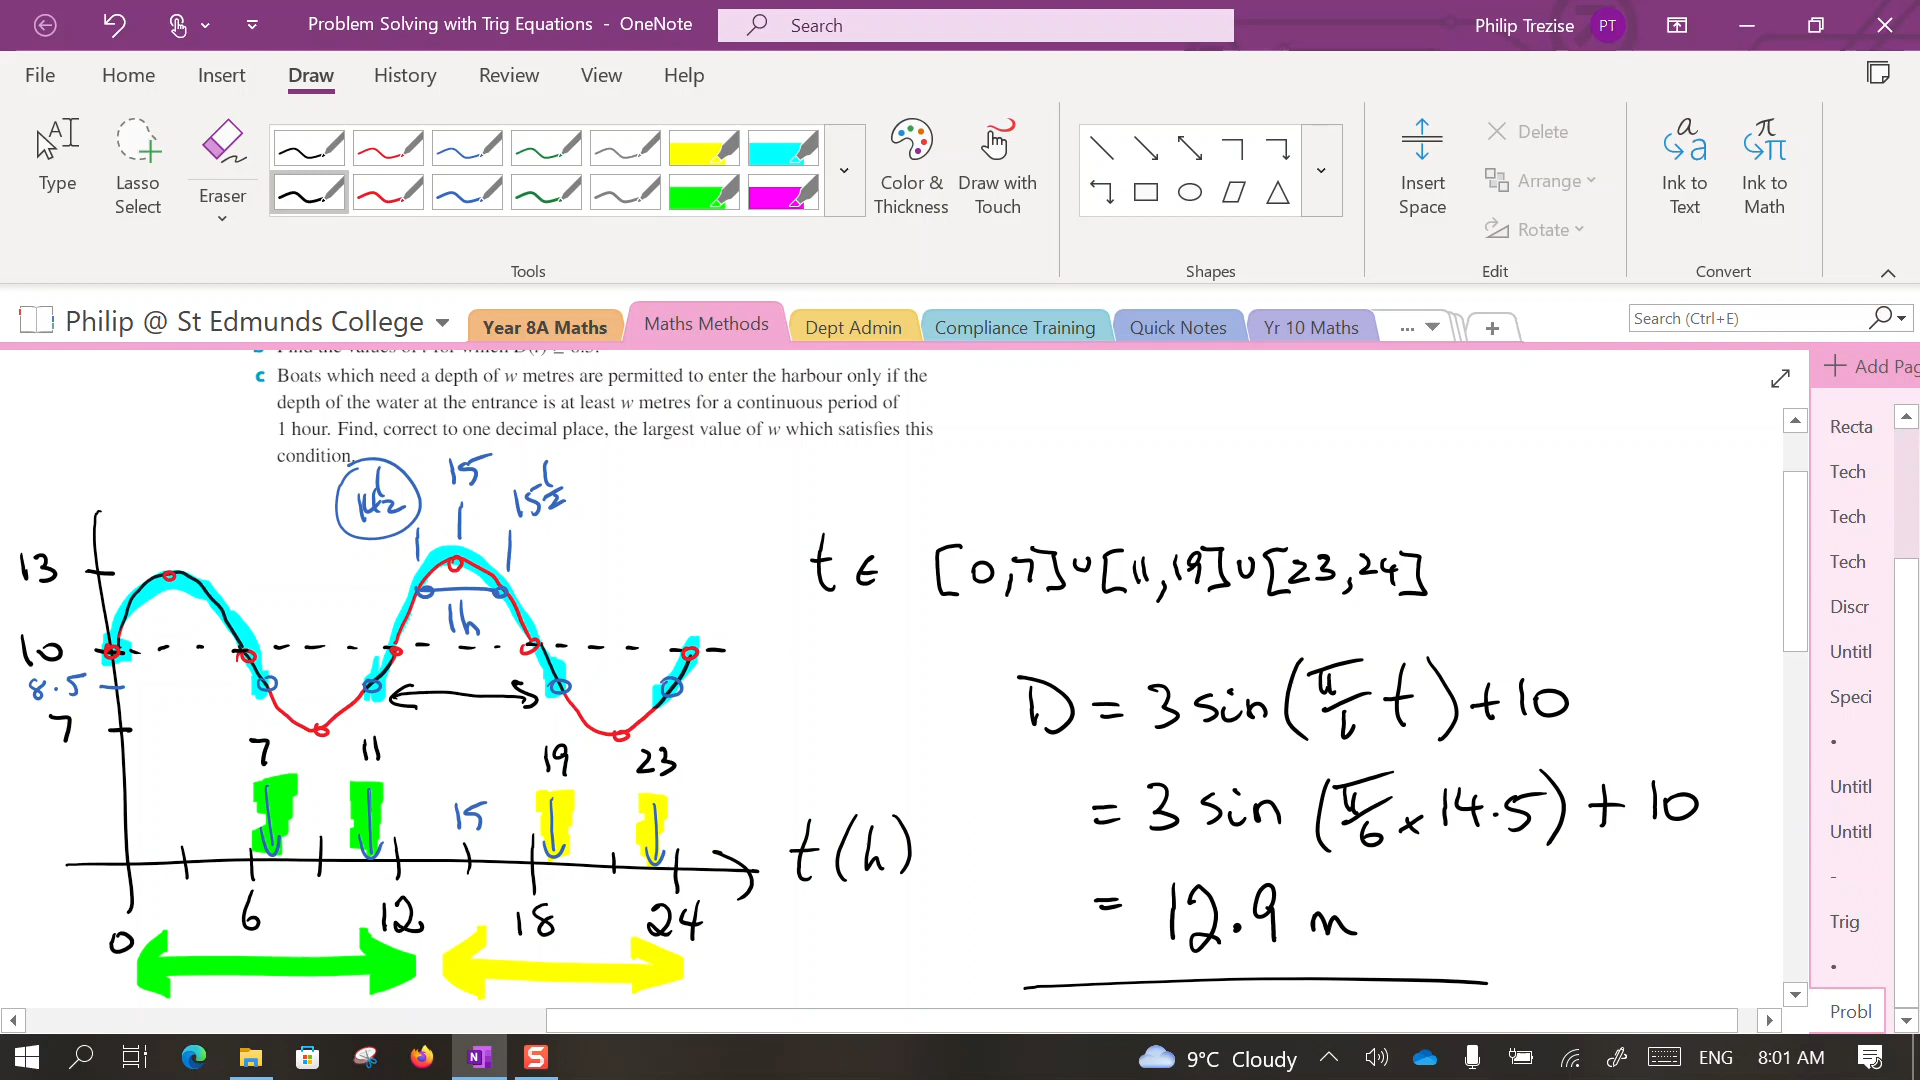 Problem Solving with Trig Equations - OneNote
Search
Philip Trezise PT
File Home Insert Draw History Review View Help
Type
Lasso Select
Eraser
Color & Thickness
Draw with Touch
Insert Space
Delete
Arrange
Rotate
Ink to Text
Ink to Math
Tools Shapes Edit Convert
Philip @ St Edmunds College
Year 8A Maths Maths Methods Dept Admin Compliance Training Quick Notes Yr 10 Maths ... +
Search (Ctrl+E)
Add Pag
c Boats which need a depth of w metres are permitted to enter the harbour only if the
depth of the water at the entrance is at least w metres for a continuous period of
1 hour. Find, correct to one decimal place, the largest value of w which satisfies this
condition.
14½ 15 15½
13
1h
10
8.5
7
7 11 19 23
15
t (h)
0 6 12 18 24
t ∈ [0,7]∪[11,19]∪[23,24]
D = 3 sin(π/6 t) + 10
= 3 sin (π/6 × 14.5) + 10
= 12.9 m
Recta
Tech
Tech
Tech
Discr
Untitl
Speci
Untitl
Untitl
Trig
Probl
9°C Cloudy
ENG
8:01 AM